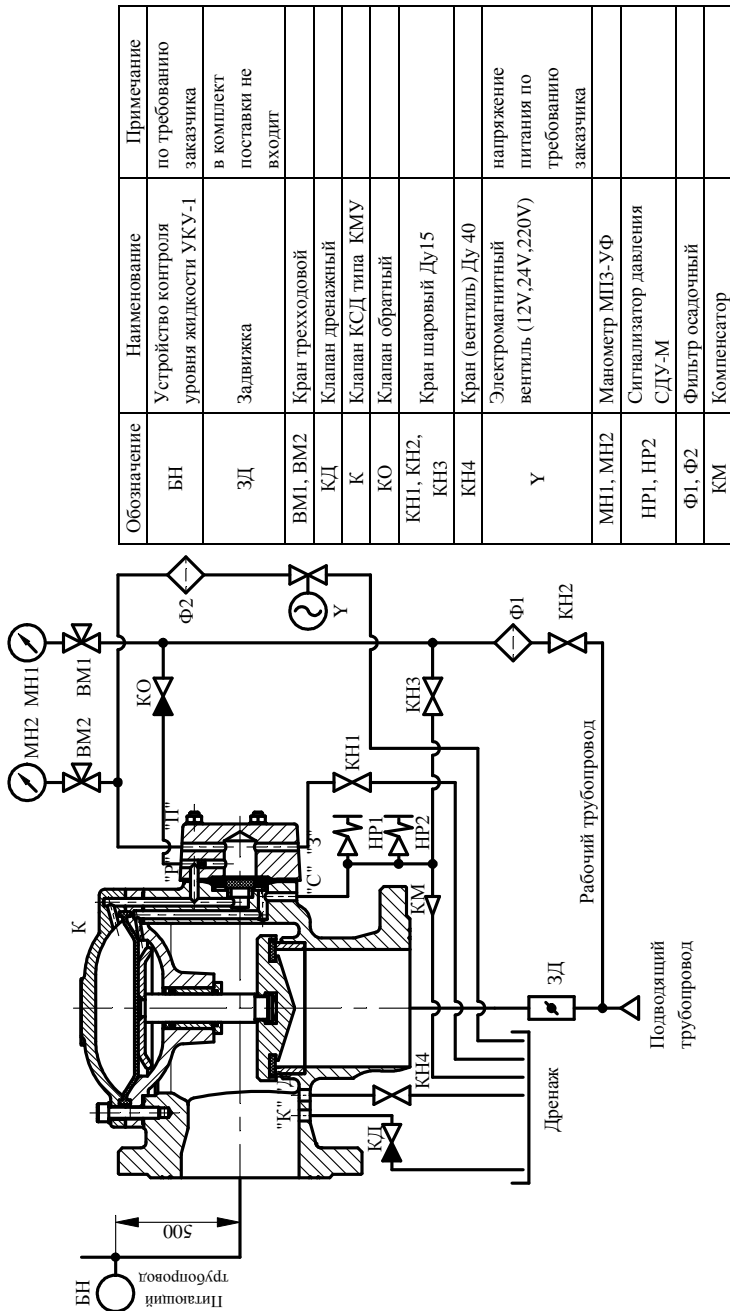 Обозначение
Наименование
Примечание
БН
Устройство контроля
уровня жидкости УКУ-1
по требованию
заказчика
ЗД
Задвижка
в комплект
поставки не
входит
ВМ1, ВМ2
Кран трехходовой
КД
Клапан дренажный
К
Клапан КСД типа КМУ
КО
Клапан обратный
КН1, КН2,
КН3
Кран шаровый Ду15
КН4
Кран (вентиль) Ду 40
Y
Электромагнитный
вентиль (12V,24V,220V)
напряжение
питания по
требованию
заказчика
МН1, МН2
Манометр МП3-УФ
НР1, НР2
Сигнализатор давления
СДУ-М
Ф1, Ф2
Фильтр осадочный
КМ
Компенсатор
МН2
МН1
ВМ2
ВМ1
Ф2
Y
КО
К
"Р"
"П"
"З"
"С"
КН1
НР1
НР2
КН3
Ф1
КН2
КМ
Рабочий трубопровод
ЗД
Подводящий
трубопровод
"К"
"Д"
КН4
КД
Дренаж
500
БН
Питающий
трубопровод